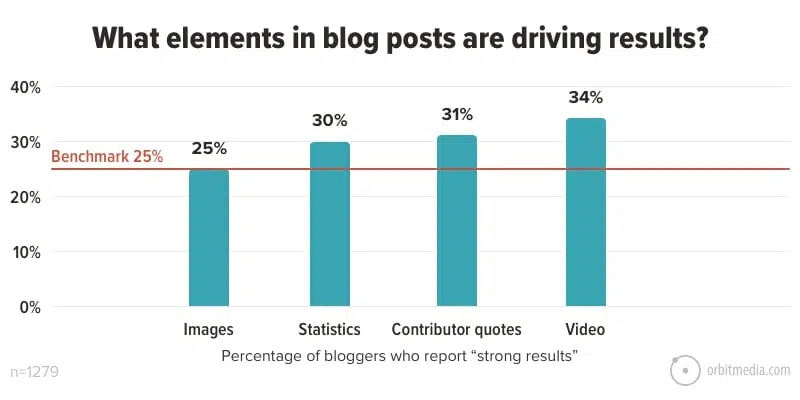 What elements in blog posts are driving results?
40%
30%
20%
10%
0%
Benchmark 25%
25%
30%
31%
34%
Images
Statistics
Contributor quotes
Video
Percentage of bloggers who report “strong results”
n=1279
orbitmedia.com